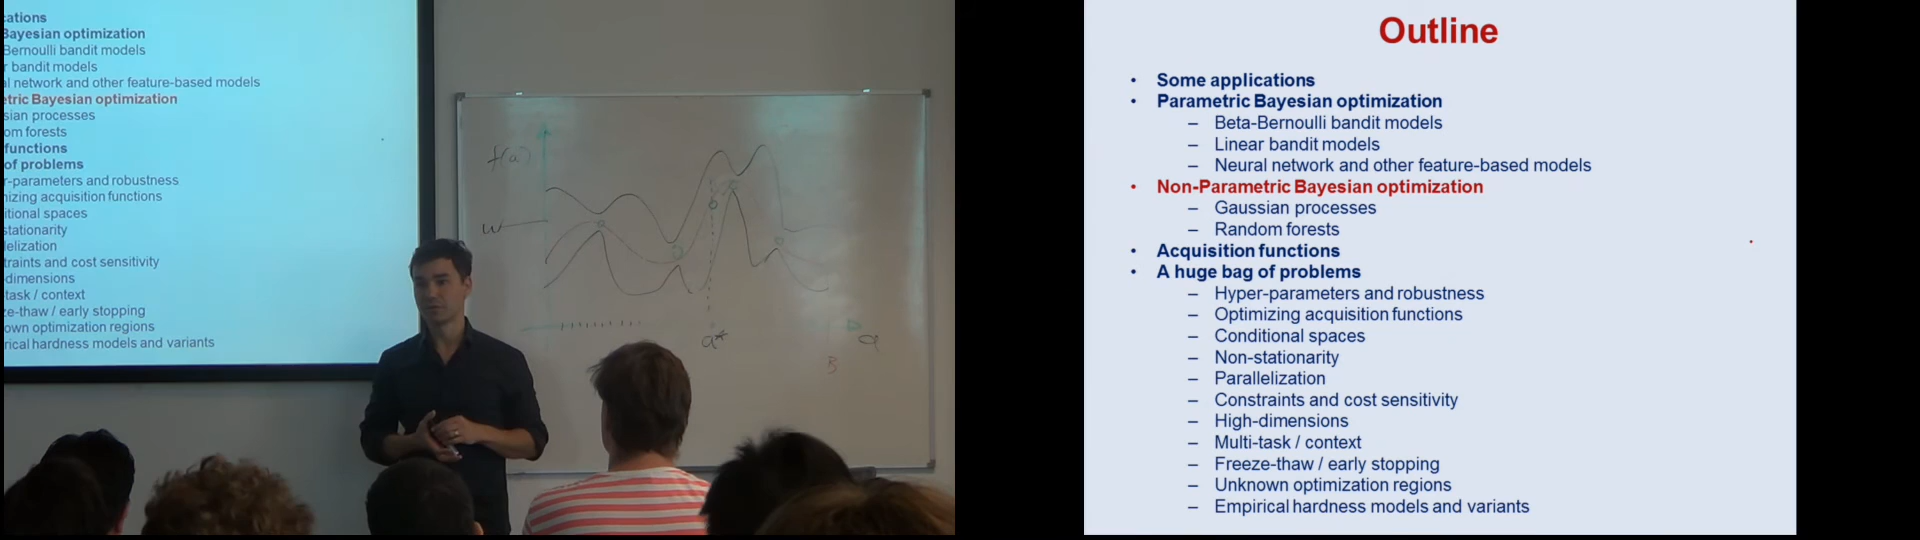 cations
Bayesian optimization
Bernoulli bandit models
r bandit models
al network and other feature-based models
etric Bayesian optimization
sian processes
om forests
functions
of problems
r-parameters and robustness
nizing acquisition functions
itional spaces
stationarity
lelization
traints and cost sensitivity
-dimensions
task / context
ze-thaw / early stopping
own optimization regions
rical hardness models and variants
f(a)
a*
a
B
Outline
• Some applications
• Parametric Bayesian optimization
– Beta-Bernoulli bandit models
– Linear bandit models
– Neural network and other feature-based models
• Non-Parametric Bayesian optimization
– Gaussian processes
– Random forests
• Acquisition functions
• A huge bag of problems
– Hyper-parameters and robustness
– Optimizing acquisition functions
– Conditional spaces
– Non-stationarity
– Parallelization
– Constraints and cost sensitivity
– High-dimensions
– Multi-task / context
– Freeze-thaw / early stopping
– Unknown optimization regions
– Empirical hardness models and variants